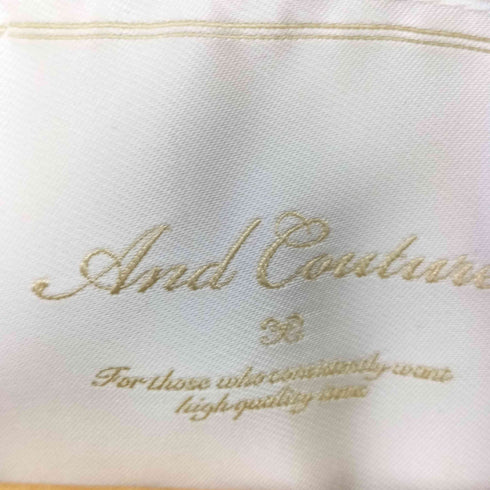 And Coutur
For those who constantly want
high-quality time